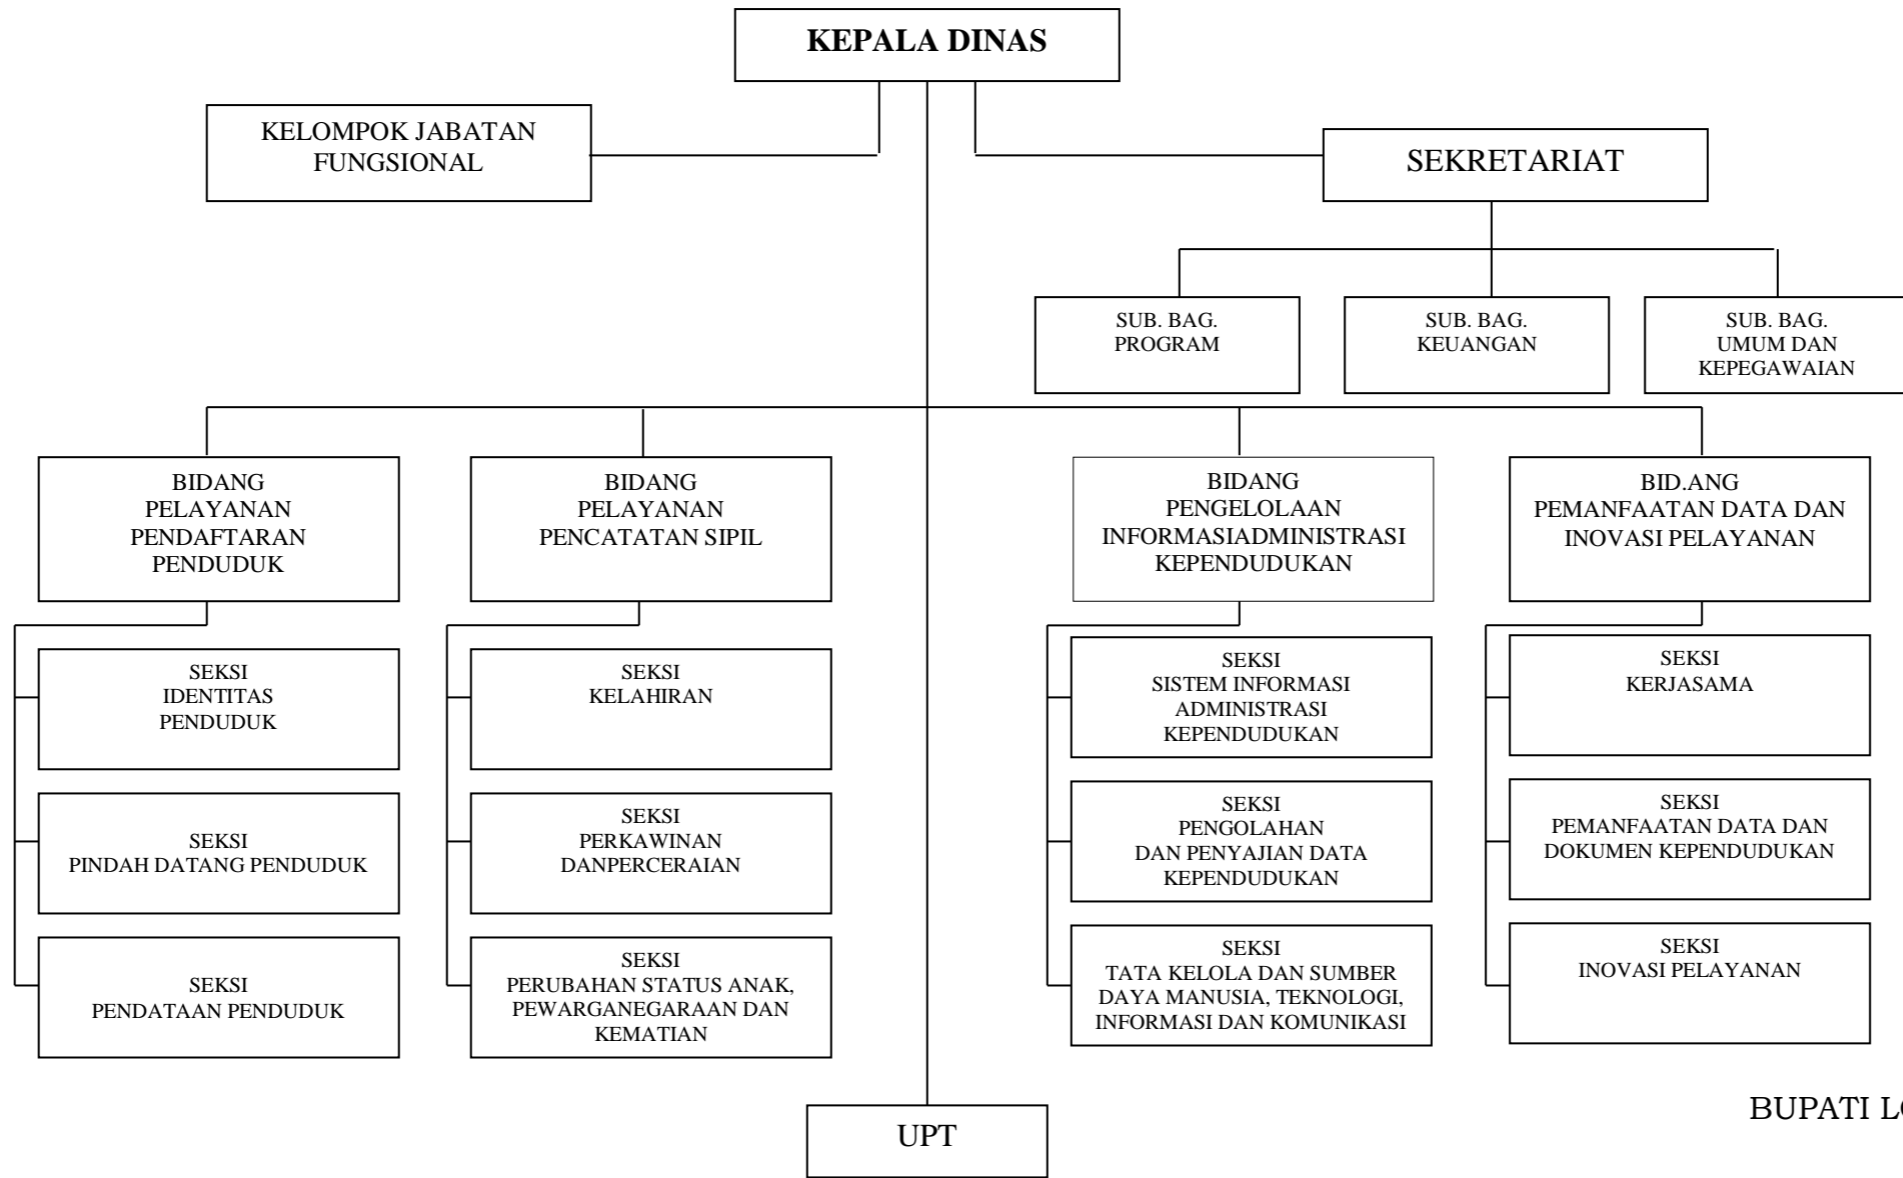 KEPALA DINAS
KELOMPOK JABATAN
FUNGSIONAL
SEKRETARIAT
SUB. BAG.
PROGRAM
SUB. BAG.
KEUANGAN
SUB. BAG.
UMUM DAN
KEPEGAWAIAN
BIDANG
PELAYANAN
PENDAFTARAN
PENDUDUK
BIDANG
PELAYANAN
PENCATATAN SIPIL
BIDANG
PENGELOLAAN
INFORMASIADMINISTRASI
KEPENDUDUKAN
BID.ANG
PEMANFAATAN DATA DAN
INOVASI PELAYANAN
SEKSI
IDENTITAS
PENDUDUK
SEKSI
KELAHIRAN
SEKSI
SISTEM INFORMASI
ADMINISTRASI
KEPENDUDUKAN
SEKSI
KERJASAMA
SEKSI
PINDAH DATANG PENDUDUK
SEKSI
PERKAWINAN
DANPERCERAIAN
SEKSI
PENGOLAHAN
DAN PENYAJIAN DATA
KEPENDUDUKAN
SEKSI
PEMANFAATAN DATA DAN
DOKUMEN KEPENDUDUKAN
SEKSI
PENDATAAN PENDUDUK
SEKSI
PERUBAHAN STATUS ANAK,
PEWARGANEGARAAN DAN
KEMATIAN
SEKSI
TATA KELOLA DAN SUMBER
DAYA MANUSIA, TEKNOLOGI,
INFORMASI DAN KOMUNIKASI
SEKSI
INOVASI PELAYANAN
BUPATI
UPT